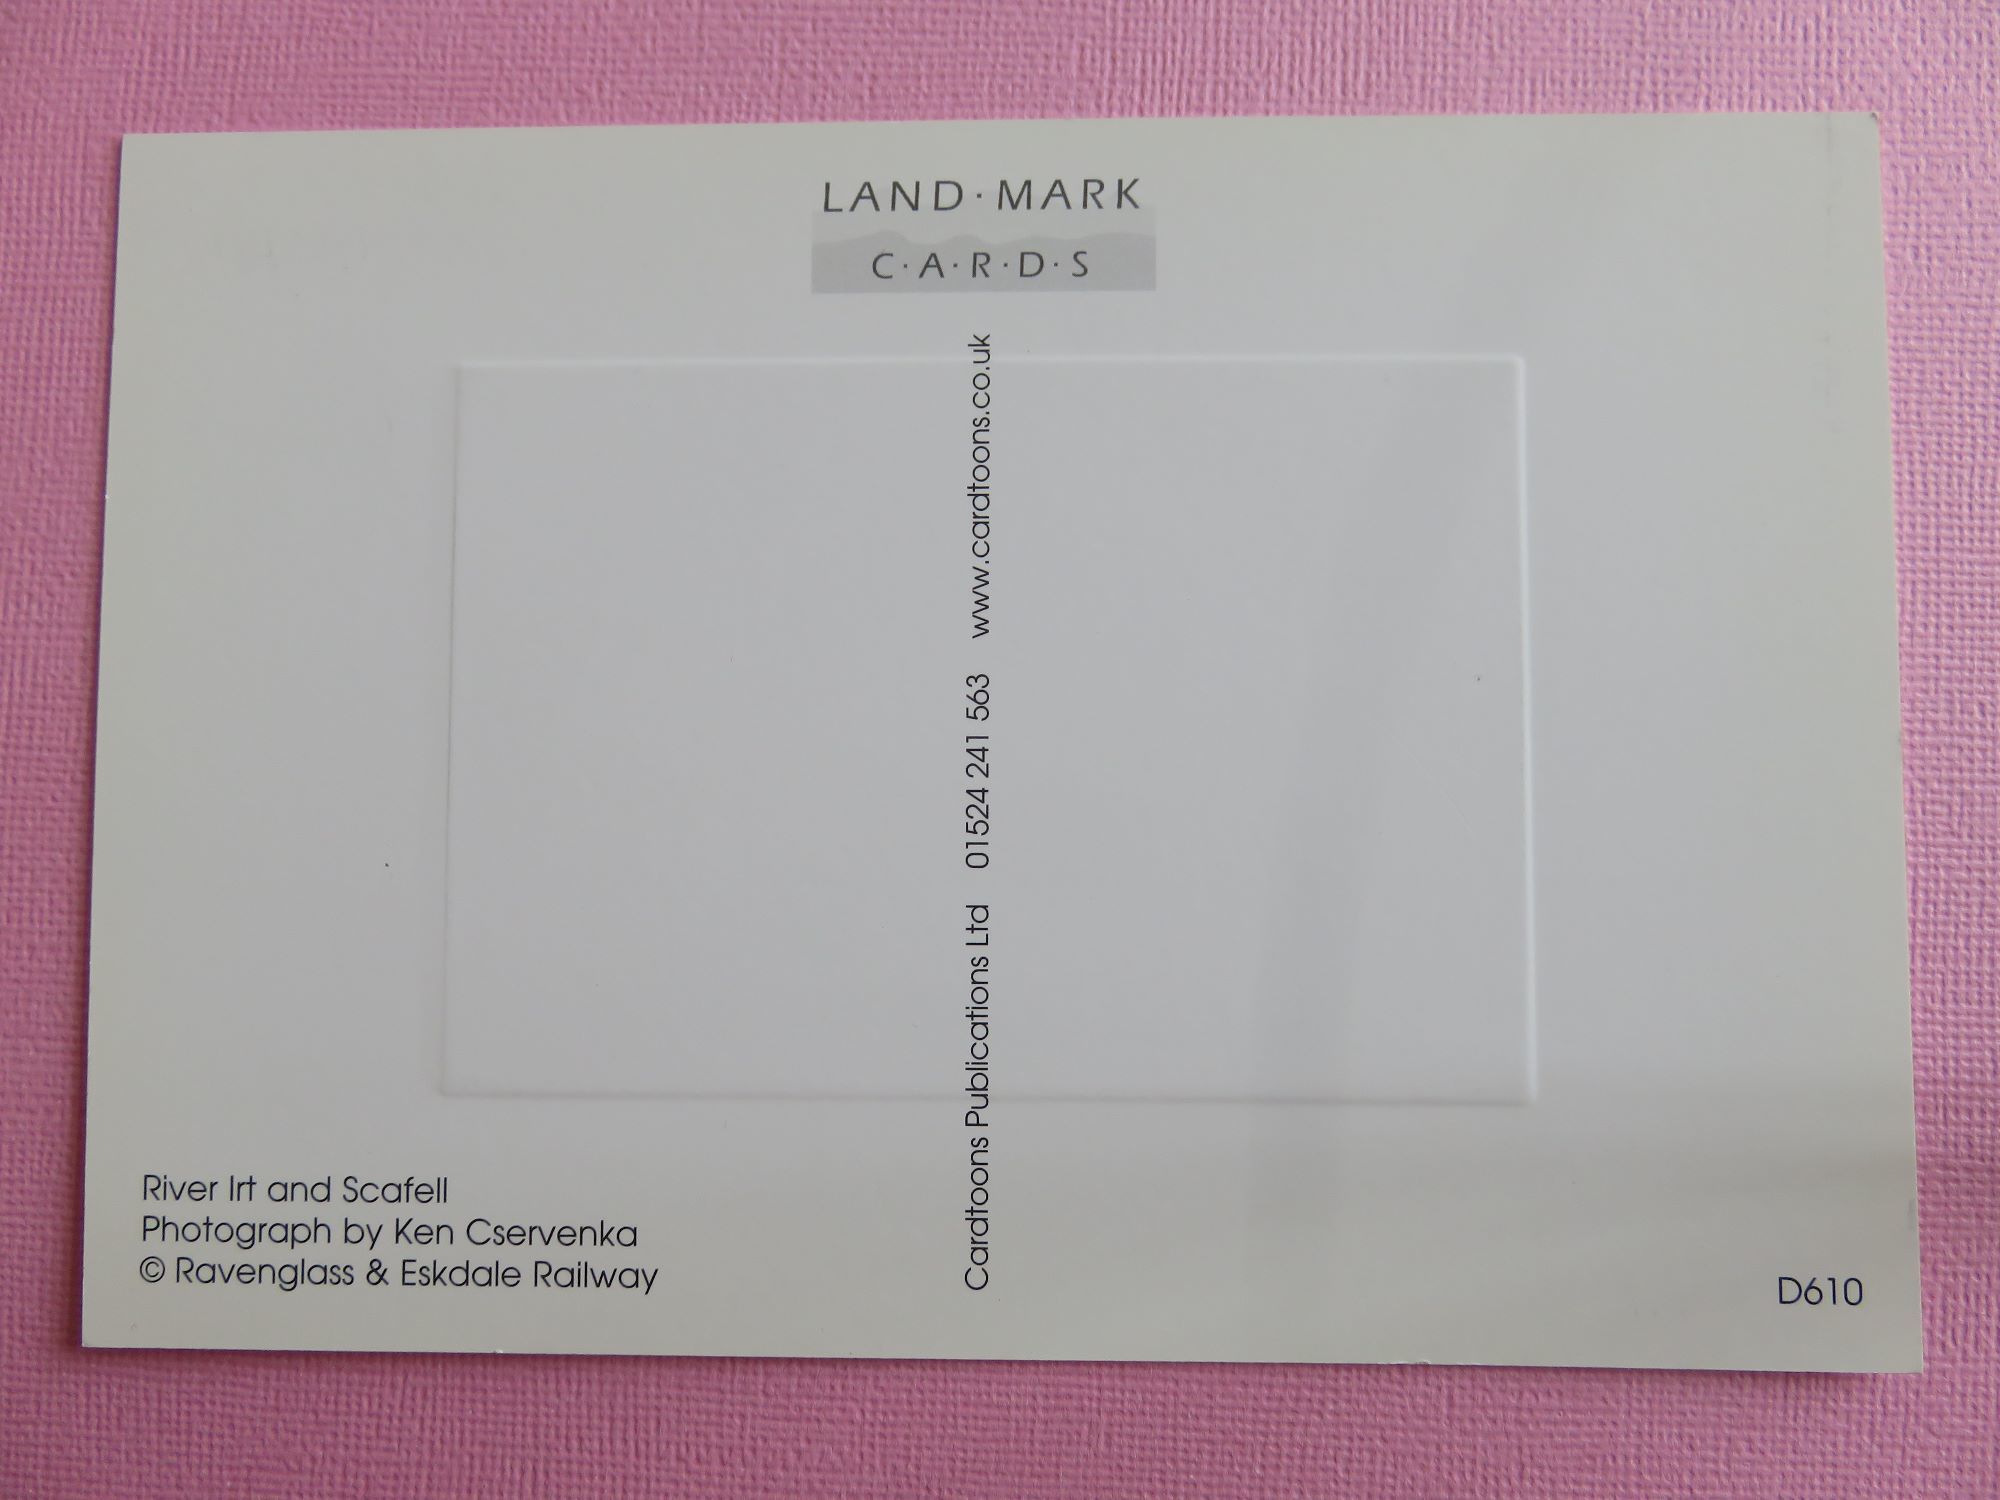 LAND·MARK
C·A·R·D·S
Cardtoons Publications Ltd 01524 241 563 www.cardtoons.co.uk
River Irt and Scafell
Photograph by Ken Cservenka
© Ravenglass & Eskdale Railway
D610